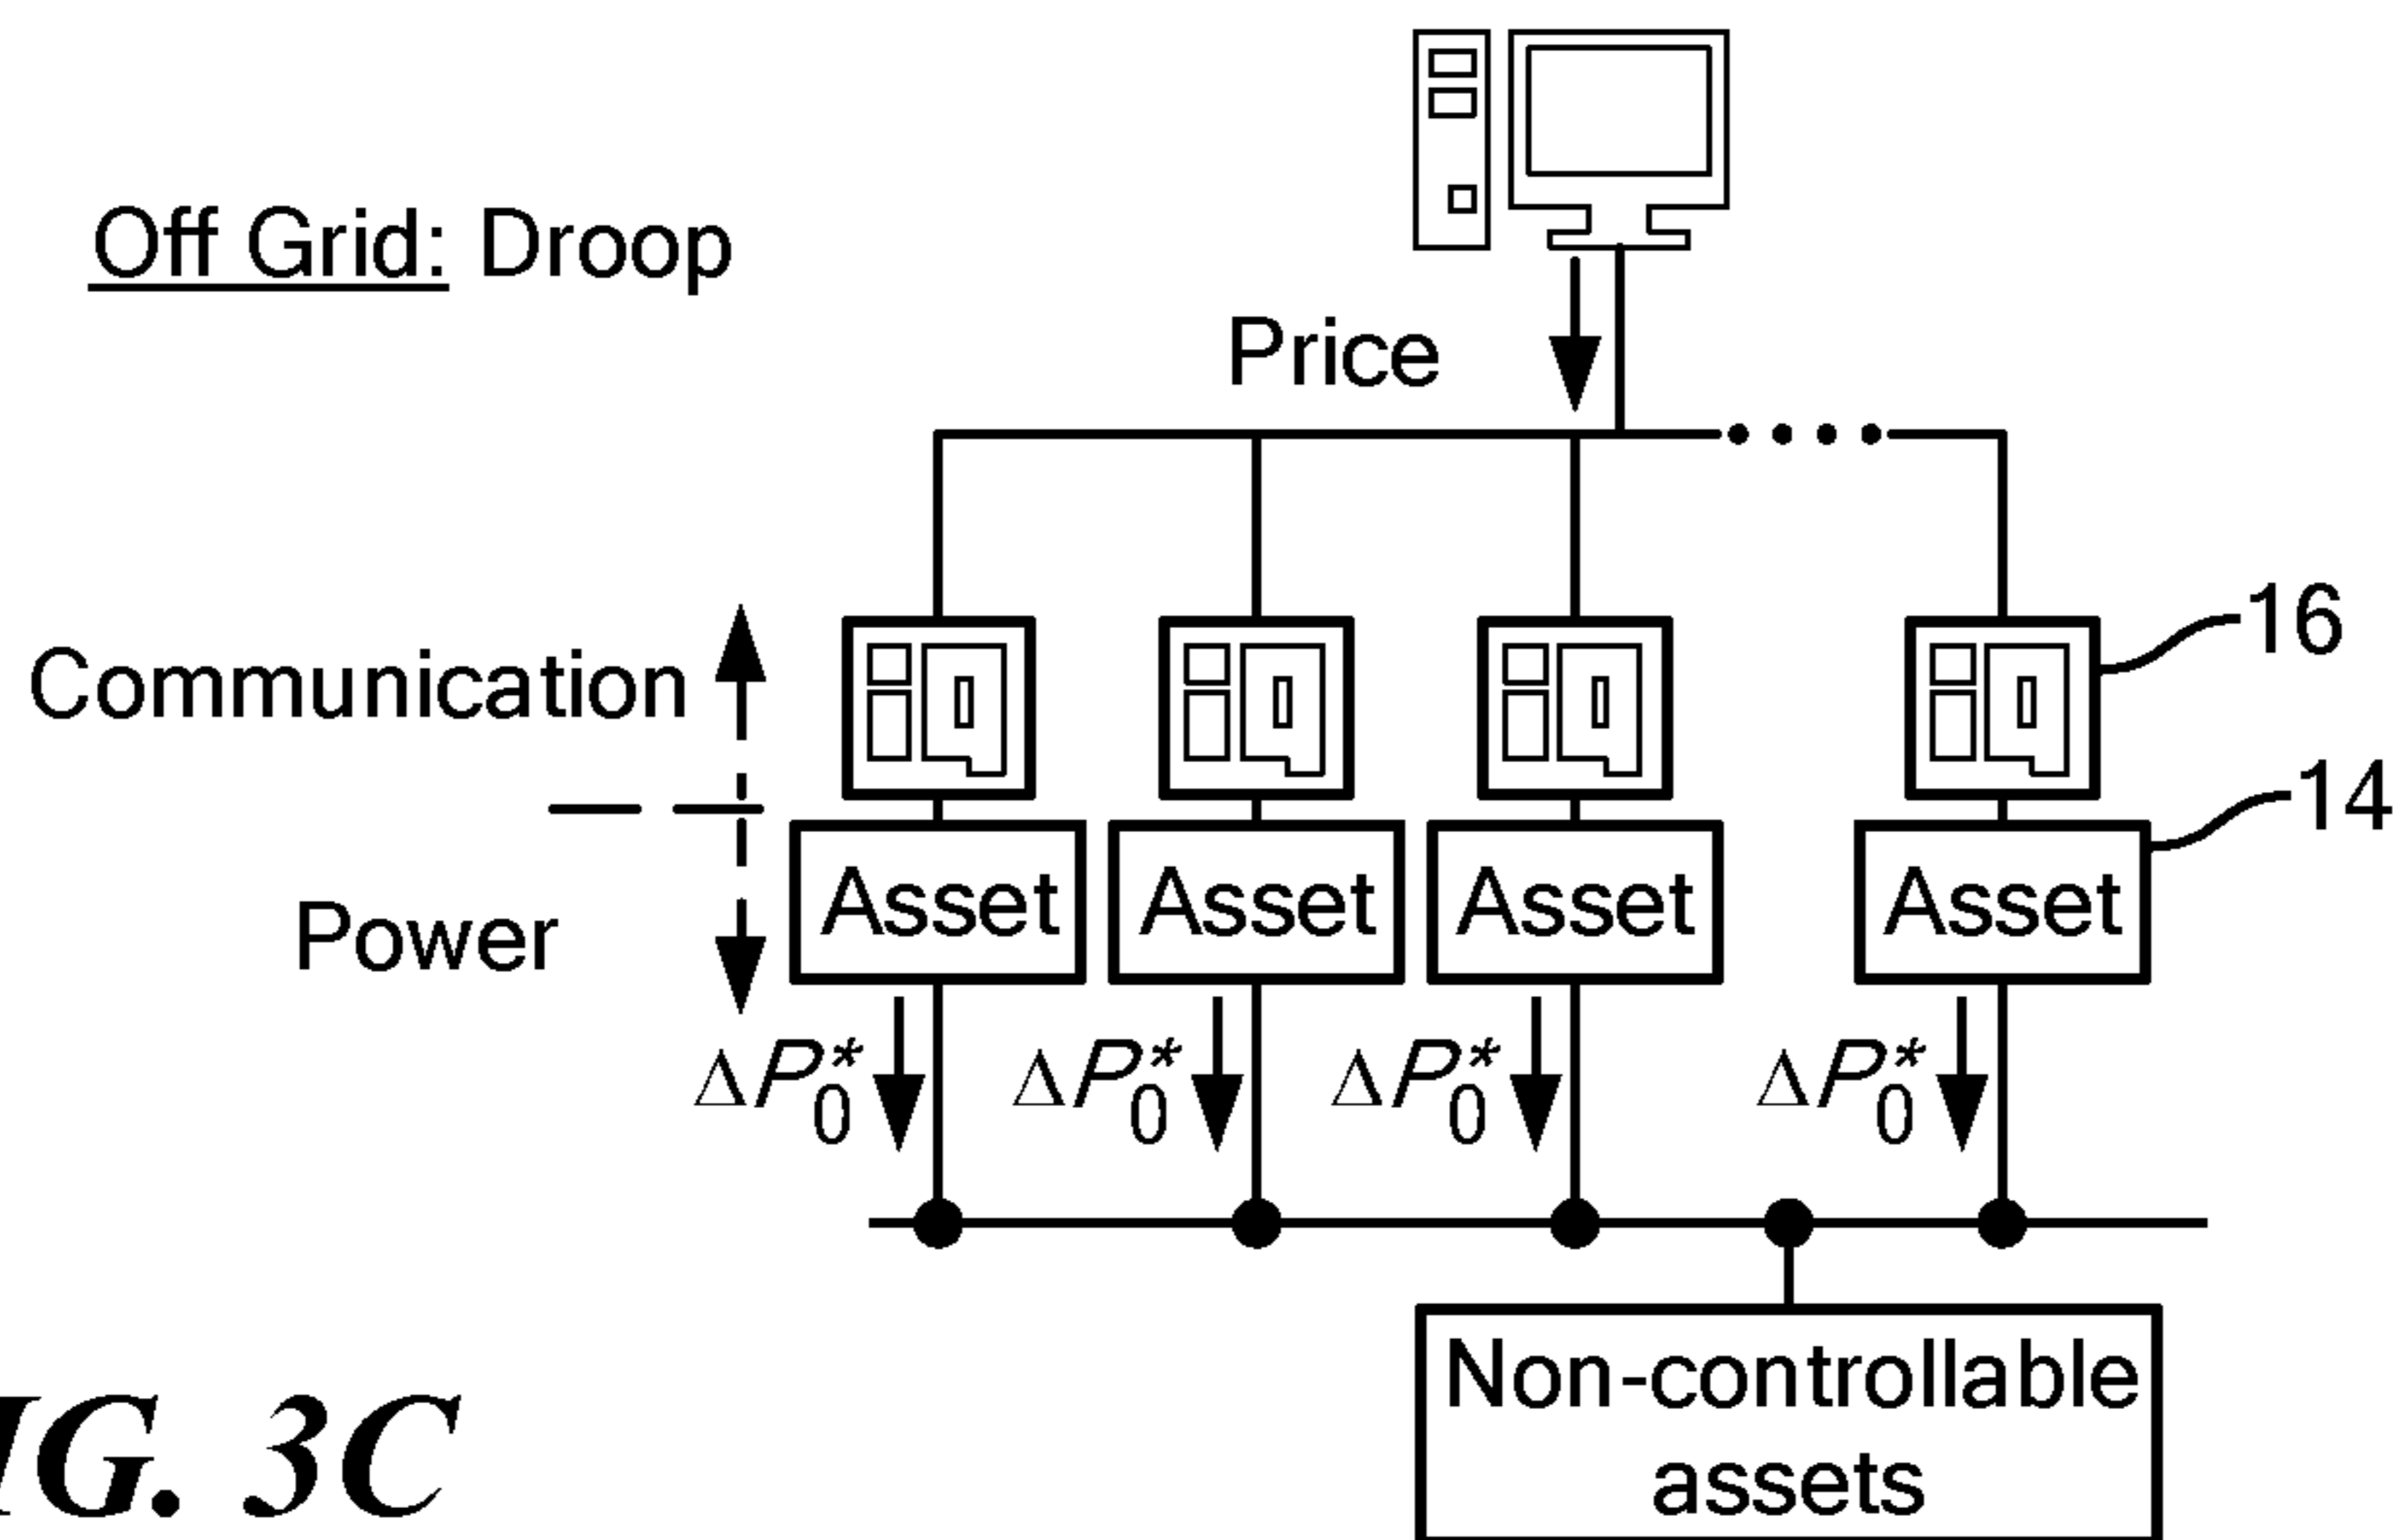 Off Grid: Droop
Price
16
Communication
14
Power
Asset Asset Asset Asset
ΔP₀* ΔP₀* ΔP₀* ΔP₀*
Non-controllable
assets
IG. 3C